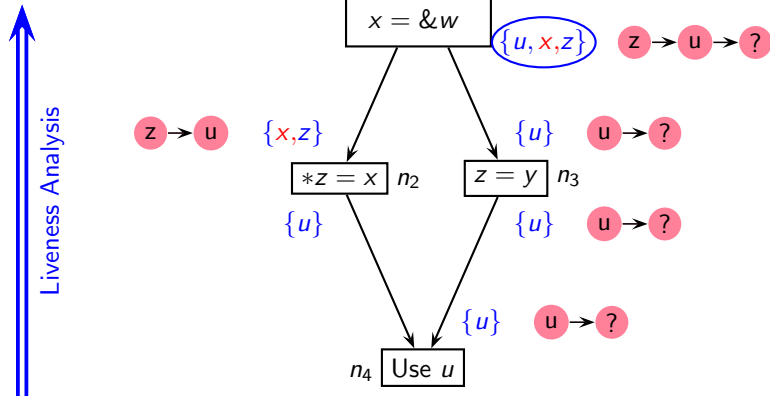 x = &w
{u, x,z}
z u ?
z u
{x,z}
{u}
u ?
*z = x n2
z = y n3
{u}
{u}
u ?
{u}
u ?
n4 Use u
Liveness Analysis